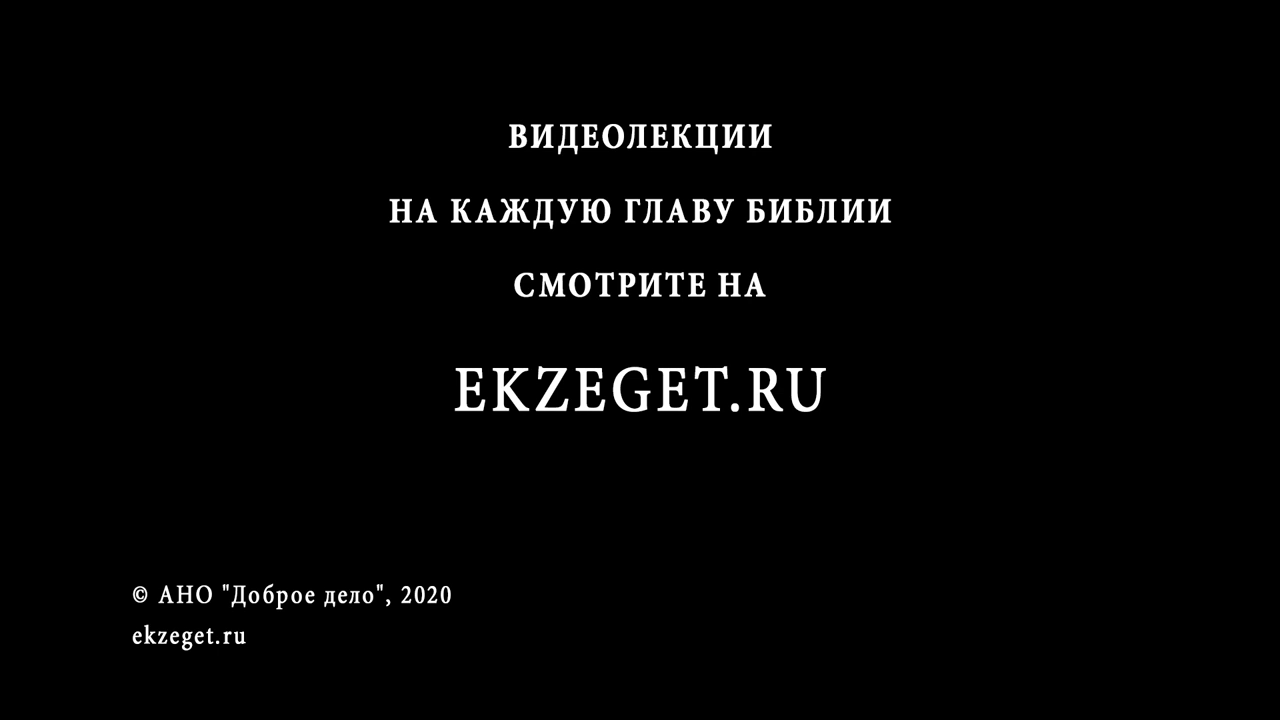 ВИДЕОЛЕКЦИИ
НА КАЖДУЮ ГЛАВУ БИБЛИИ
СМОТРИТЕ НА
EKZEGET.RU
© АНО "Доброе дело", 2020
ekzeget.ru